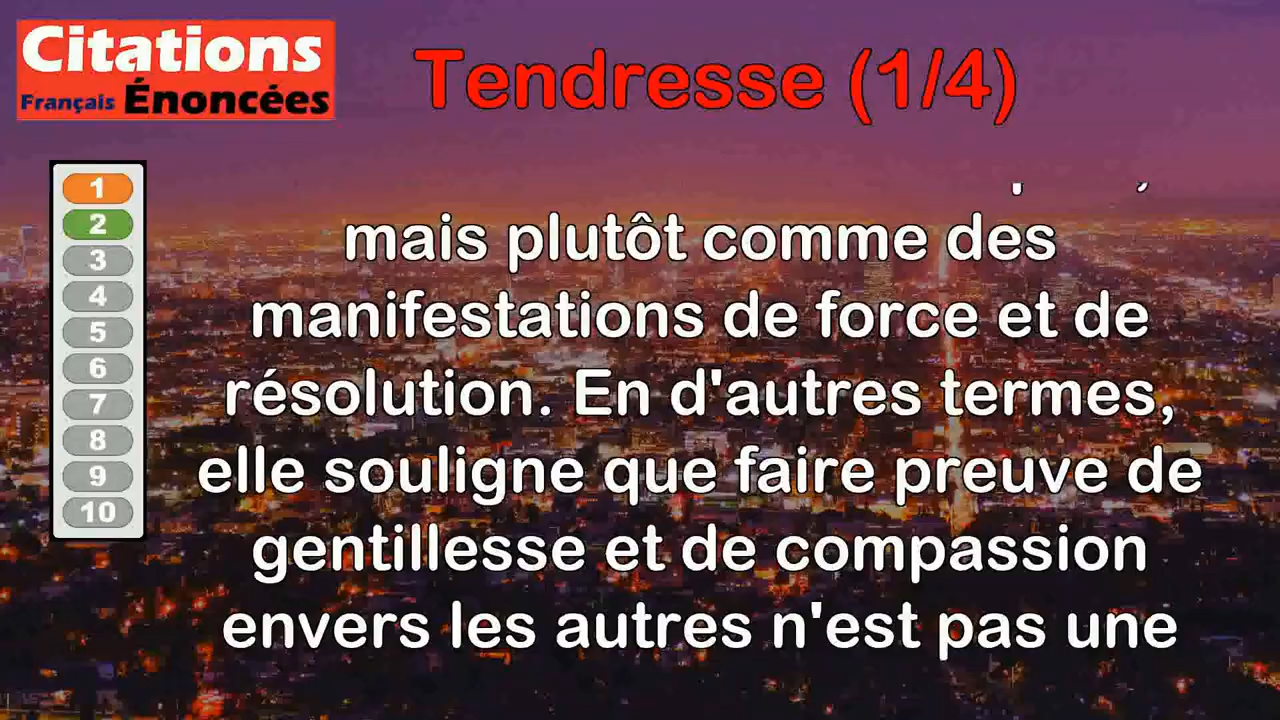 Citations
Français Énoncées
Tendresse (1/4)
1
2
3
4
5
6
7
8
9
10
mais plutôt comme des
manifestations de force et de
résolution. En d'autres termes,
elle souligne que faire preuve de
gentillesse et de compassion
envers les autres n'est pas une